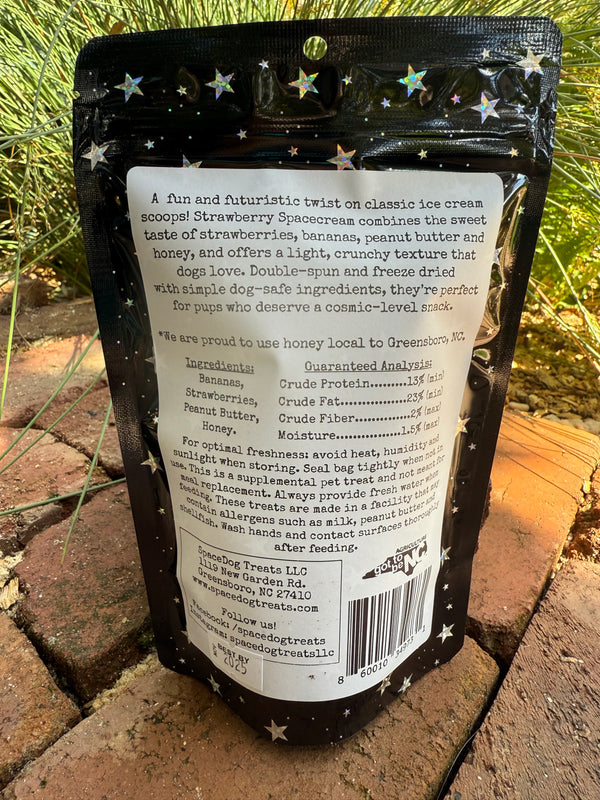 A fun and futuristic twist on classic ice cream
scoops! Strawberry Spacecream combines the sweet
taste of strawberries, bananas, peanut butter and
honey, and offers a light, crunchy texture that
dogs love. Double-spun and freeze dried
with simple dog-safe ingredients, they're perfect
for pups who deserve a cosmic-level snack.
*We are proud to use honey local to Greensboro, NC.
Ingredients:
Bananas,
Strawberries,
Peanut Butter,
Honey.
Guaranteed Analysis:
Crude Protein.........13% (min)
Crude Fat...............23% (min)
Crude Fiber.............2% (max)
Moisture................1.5% (max)
For optimal freshness: avoid heat, humidity and
sunlight when storing. Seal bag tightly when not in
use. This is a supplemental pet treat and not meant for
meal replacement. Always provide fresh water when
feeding. These treats are made in a facility that may
contain allergens such as milk, peanut butter, and
shellfish. Wash hands and contact surfaces thoroughly
after feeding.
SpaceDog Treats LLC
1119 New Garden Rd.
Greensboro, NC 27410
www.spacedogtreats.com
Follow us!
Facebook: /spacedogtreats
Instagram: spacedogtreatsllc
BEST BY
2025
got to be NC
AGRICULTURE
8 60010